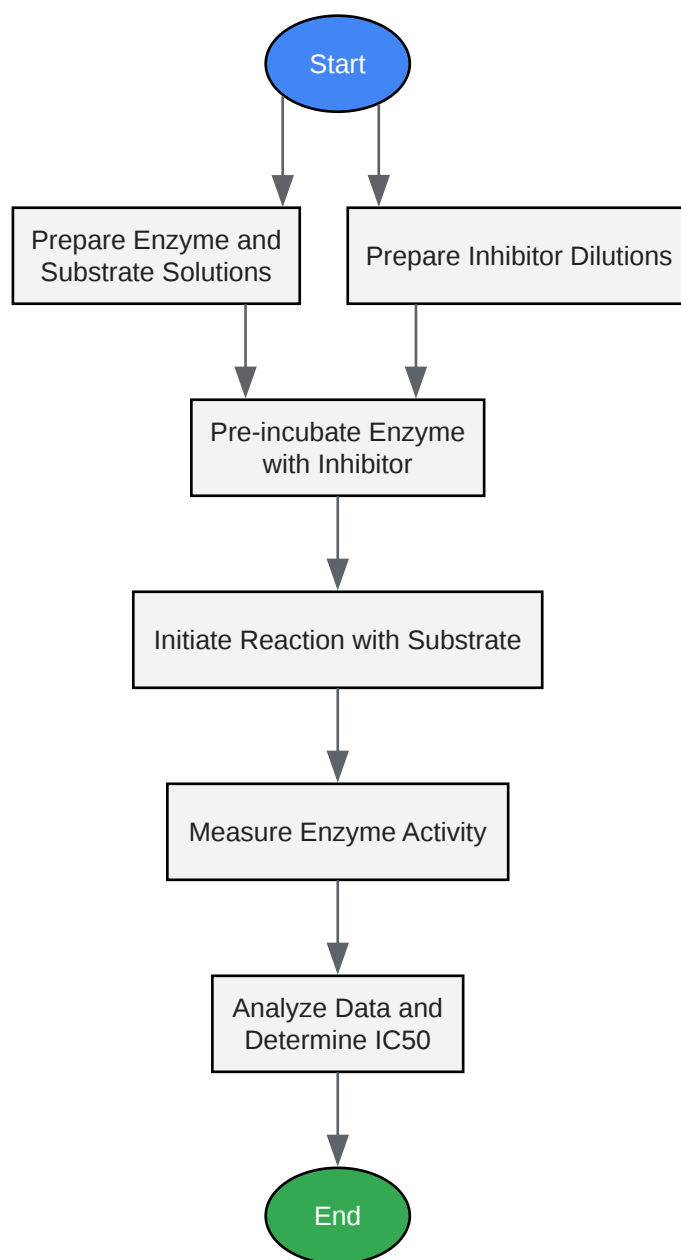 Start
Prepare Enzyme and
Substrate Solutions
Prepare Inhibitor Dilutions
Pre-incubate Enzyme
with Inhibitor
Initiate Reaction with Substrate
Measure Enzyme Activity
Analyze Data and
Determine IC50
End